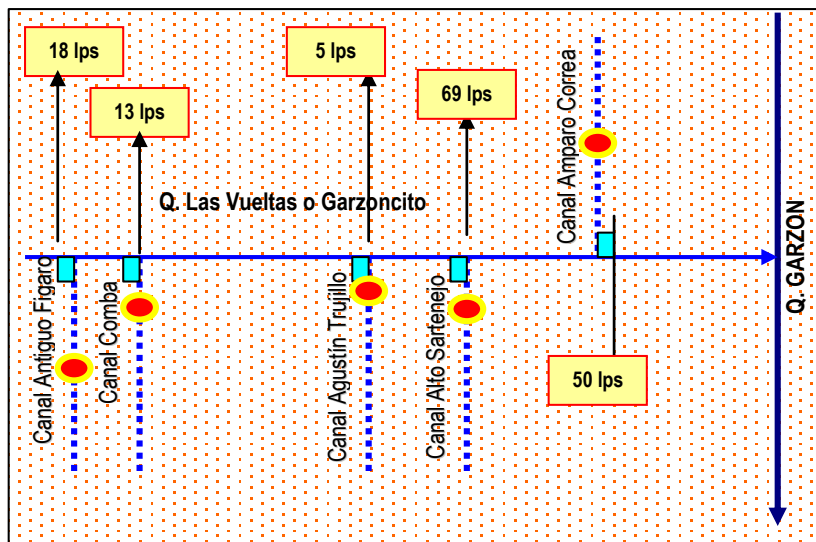 18 lps
5 lps
13 lps
69 lps
Canal Amparo Correa
Q. Las Vueltas o Garzoncito
Q. GARZON
Canal Antiguo Figaro
Canal Comba
Canal Agustín Trujillo
Canal Alfo Sartenejo
50 lps